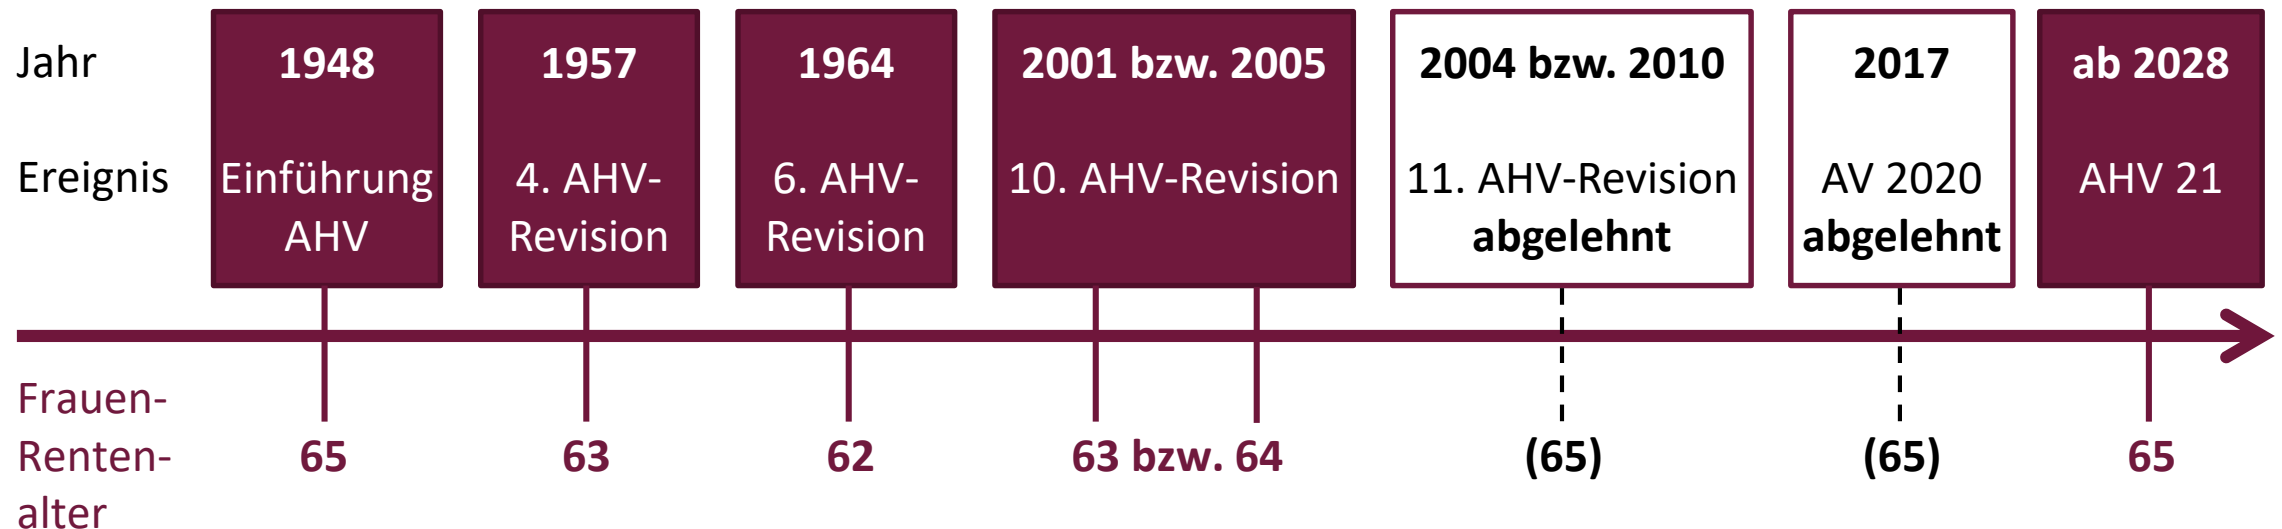 Jahr 1948 1957 1964 2001 bzw. 2005 2004 bzw. 2010 2017 ab 2028
Ereignis Einführung 4. AHV- 6. AHV- 10. AHV-Revision 11. AHV-Revision AV 2020 AHV 21
AHV Revision Revision abgelehnt abgelehnt
Frauen-
Renten- 65 63 62 63 bzw. 64 (65) (65) 65
alter